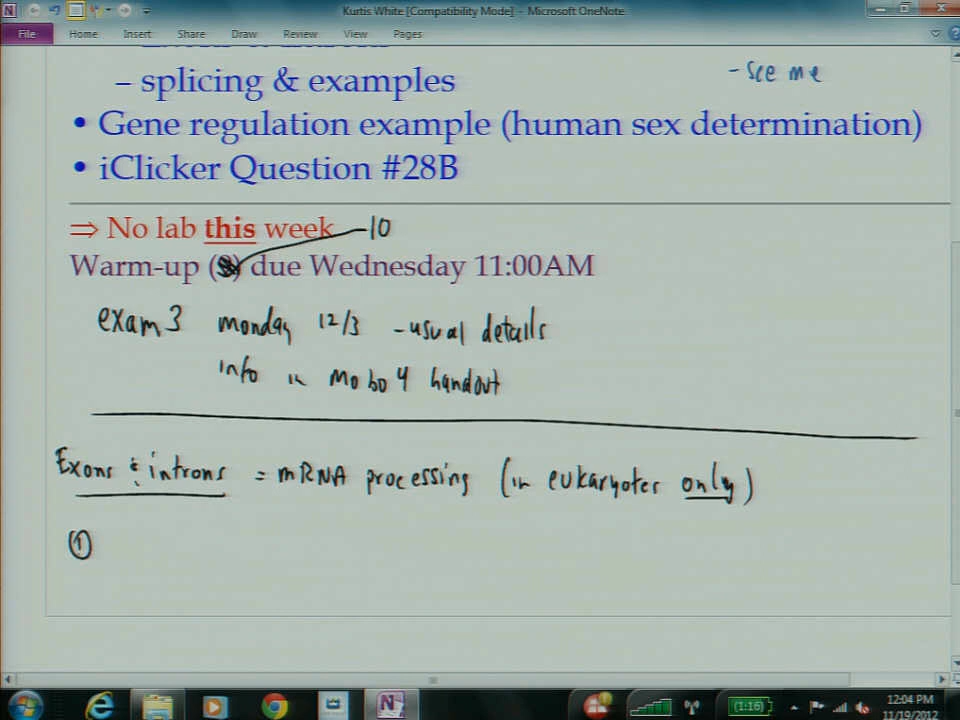 Kurtis White [Compatibility Mode] - Microsoft OneNote
File Home Insert Share Draw Review View Pages
– splicing & examples
- see me
• Gene regulation example (human sex determination)
• iClicker Question #28B
⇒ No lab this week -10
Warm-up ( ) due Wednesday 11:00AM
exam 3 monday 12/3 - usual details
info in Mobo 4 handout
Exons & introns = mRNA processing (in eukaryotes only)
①
(1:16)
12:04 PM
11/19/2012